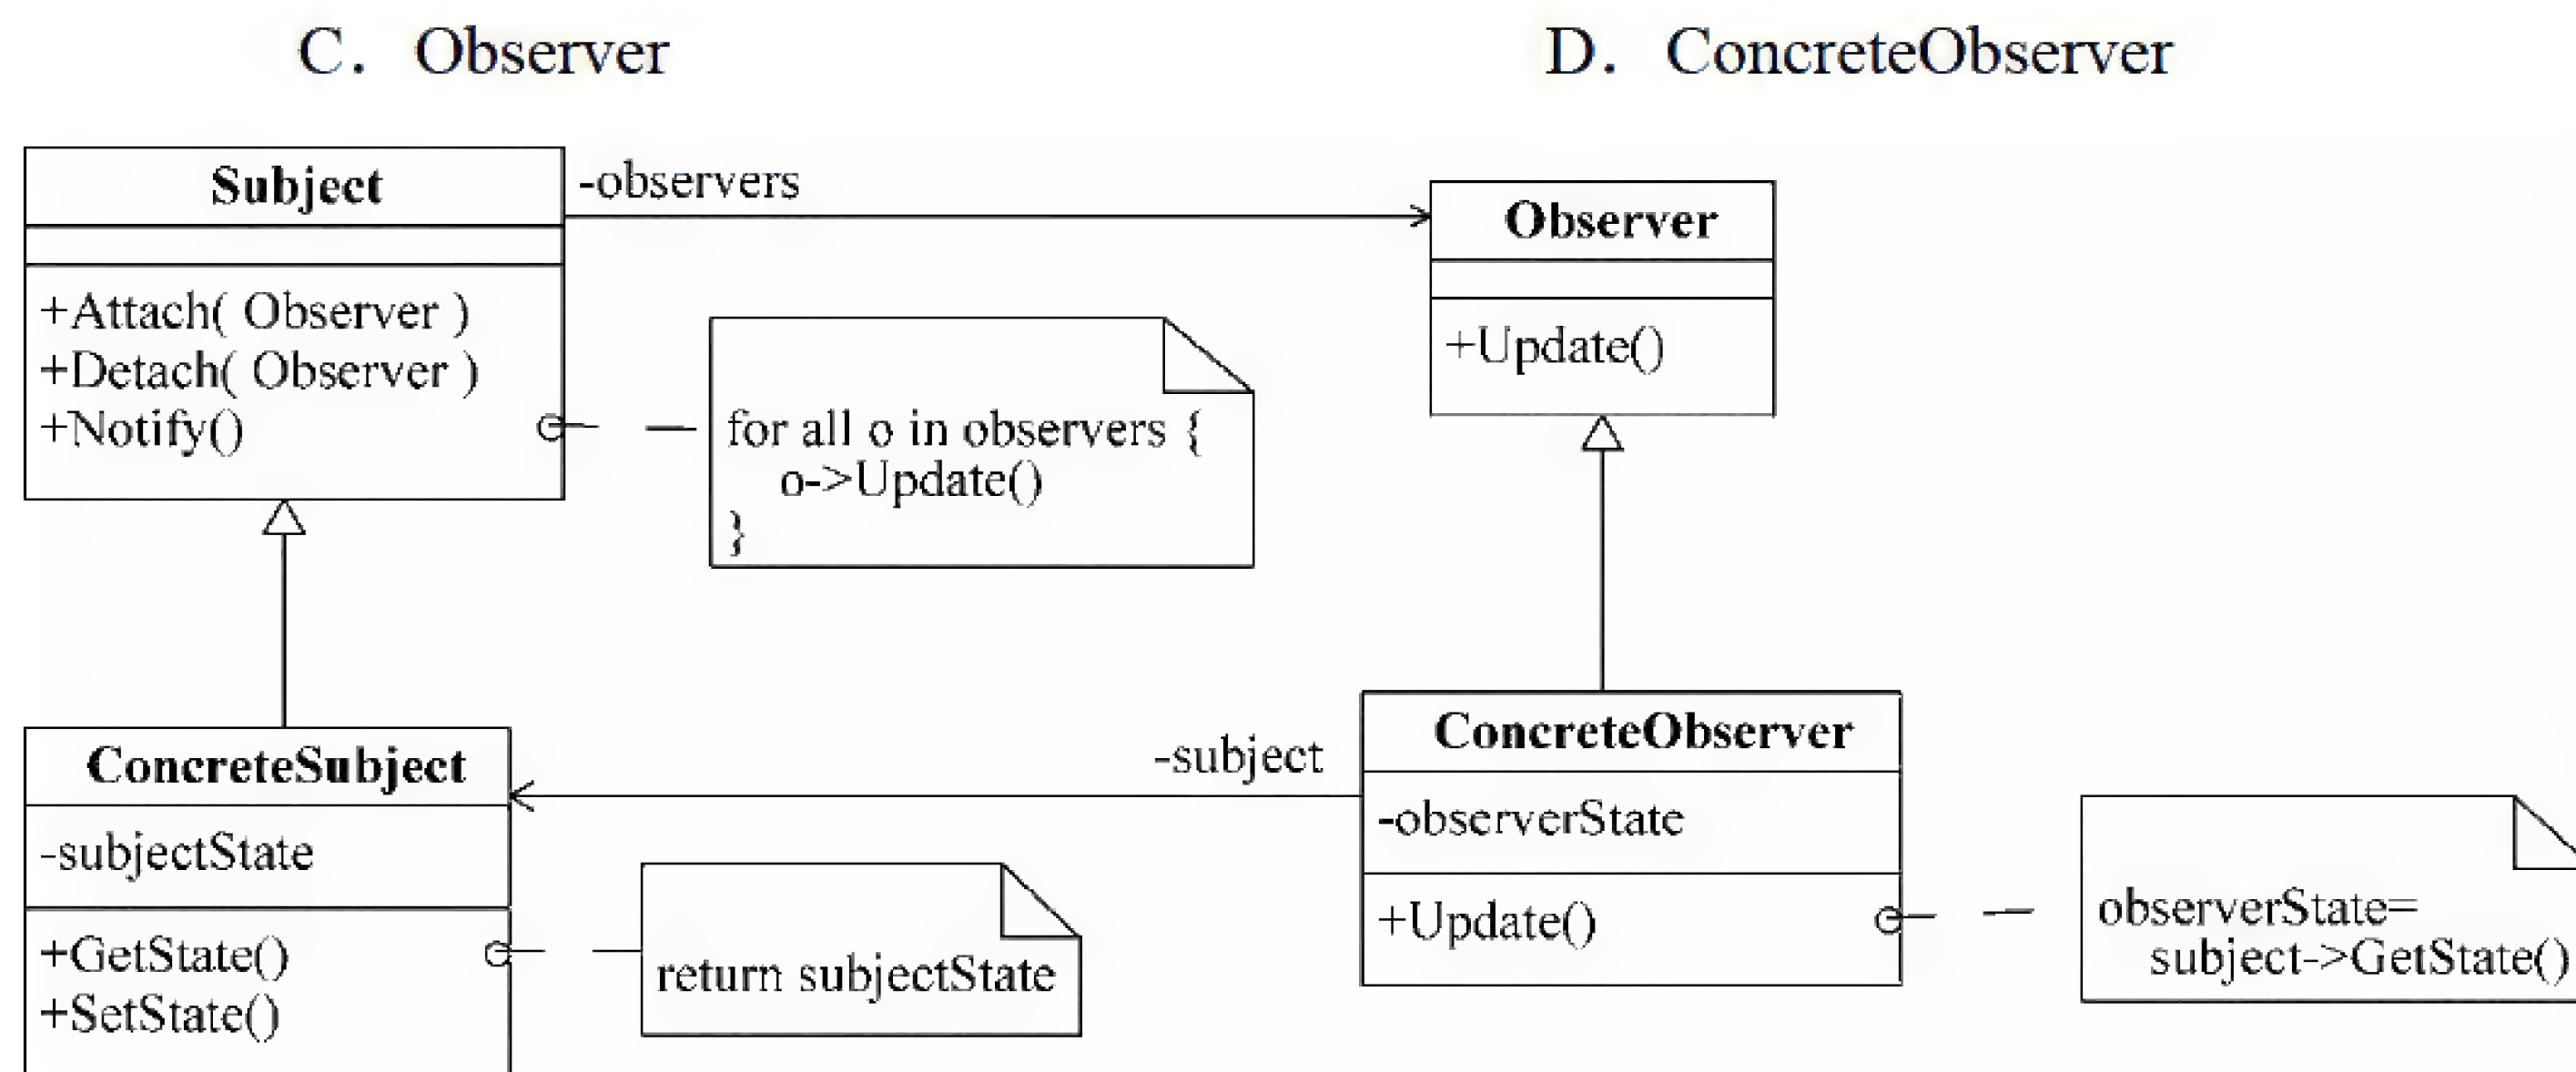 C. Observer
D. ConcreteObserver
Subject
-observers
Observer
+Attach( Observer )
+Detach( Observer )
+Notify()
+Update()
for all o in observers {
o->Update()
}
ConcreteSubject
-subject
ConcreteObserver
-subjectState
-observerState
+GetState()
+SetState()
return subjectState
+Update()
observerState=
subject->GetState()